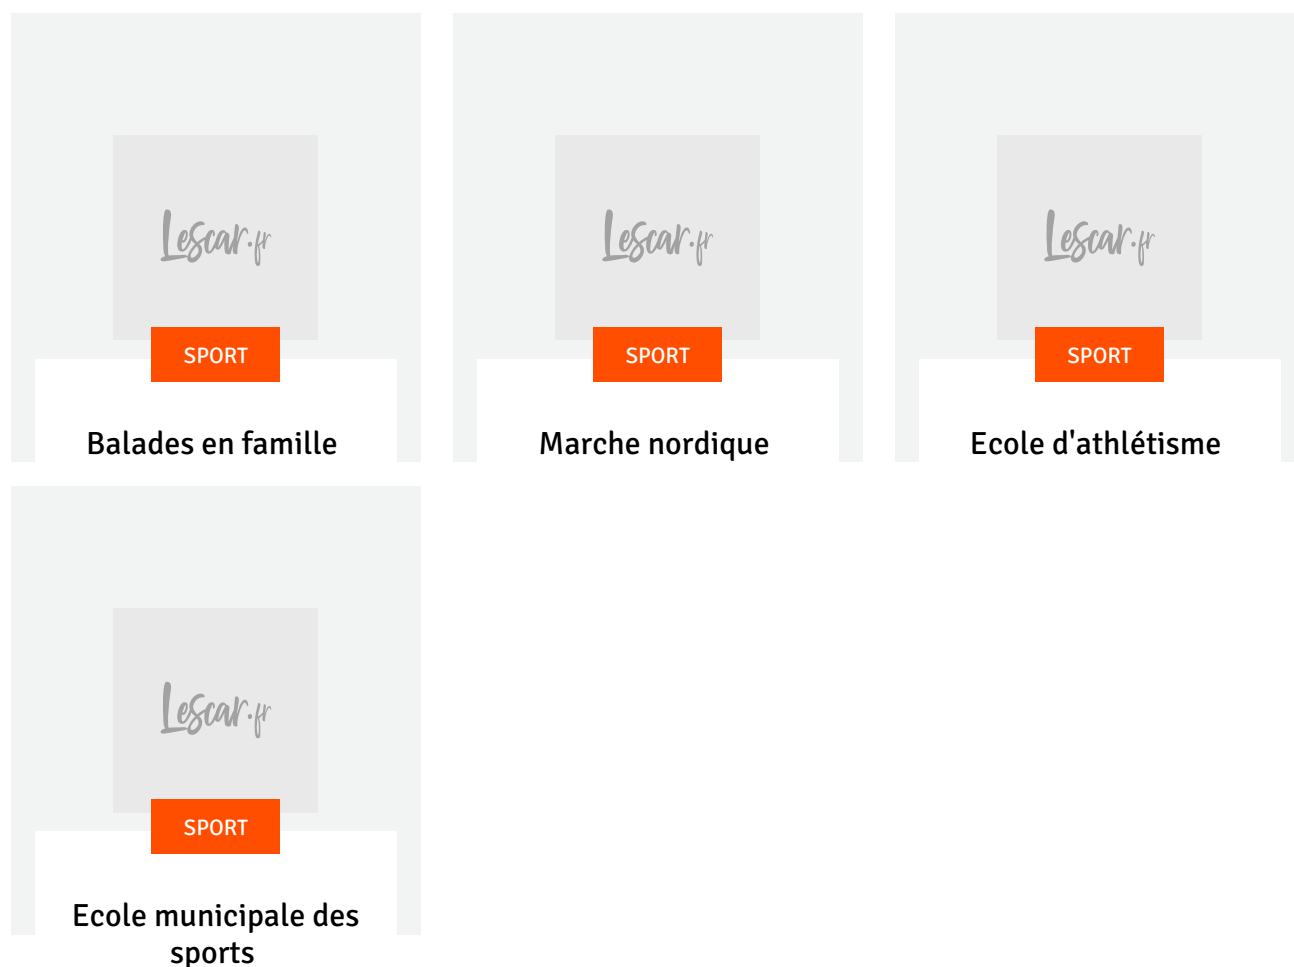 Lescar.fr
SPORT
Balades en famille
Lescar.fr
SPORT
Marche nordique
Lescar.fr
SPORT
Ecole d'athlétisme
Lescar.fr
SPORT
Ecole municipale des
sports